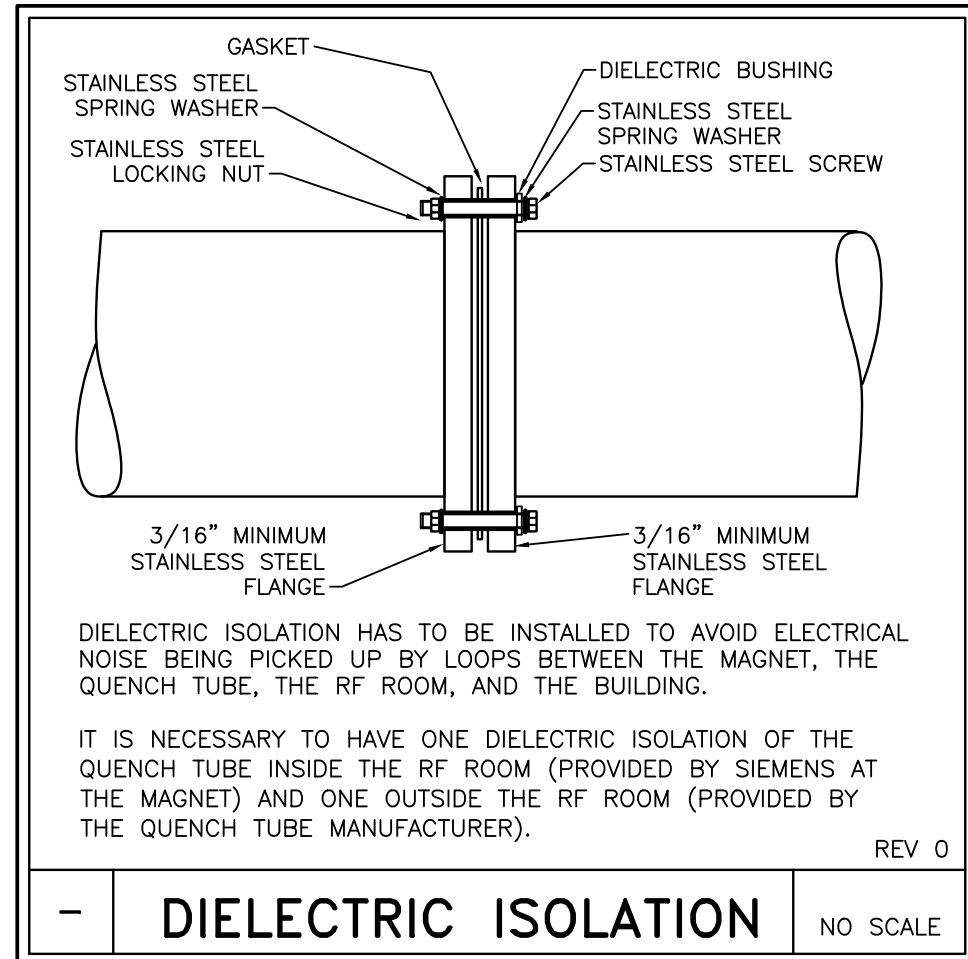 GASKET
STAINLESS STEEL
SPRING WASHER
STAINLESS STEEL
LOCKING NUT
DIELECTRIC BUSHING
STAINLESS STEEL
SPRING WASHER
STAINLESS STEEL SCREW
3/16” MINIMUM
STAINLESS STEEL
FLANGE
3/16” MINIMUM
STAINLESS STEEL
FLANGE
DIELECTRIC ISOLATION HAS TO BE INSTALLED TO AVOID ELECTRICAL
NOISE BEING PICKED UP BY LOOPS BETWEEN THE MAGNET, THE
QUENCH TUBE, THE RF ROOM, AND THE BUILDING.
IT IS NECESSARY TO HAVE ONE DIELECTRIC ISOLATION OF THE
QUENCH TUBE INSIDE THE RF ROOM (PROVIDED BY SIEMENS AT
THE MAGNET) AND ONE OUTSIDE THE RF ROOM (PROVIDED BY
THE QUENCH TUBE MANUFACTURER).
REV 0
– DIELECTRIC ISOLATION NO SCALE